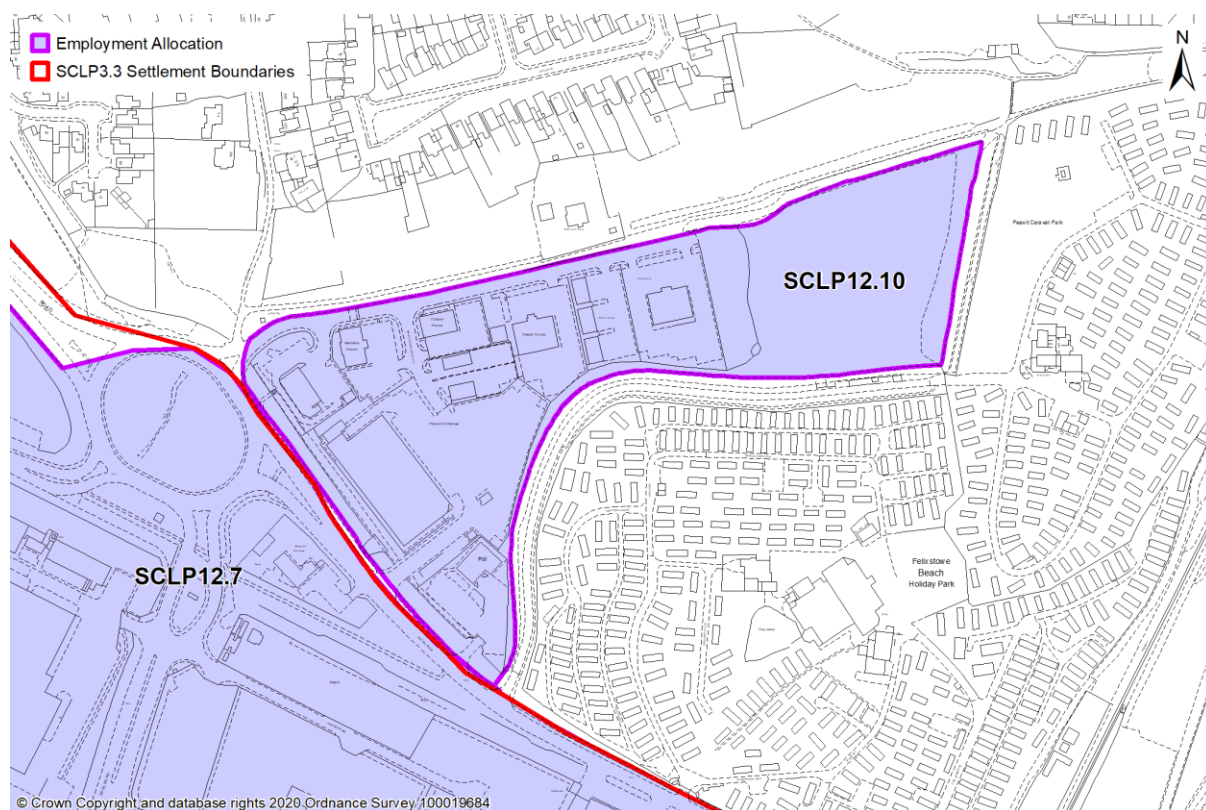 Employment Allocation
SCLP3.3 Settlement Boundaries
N
Peewit Caravan Park
SCLP12.10
SCLP12.7
Felixstowe
Beach
Holiday Park
© Crown Copyright and database rights 2020 Ordnance Survey 100019684